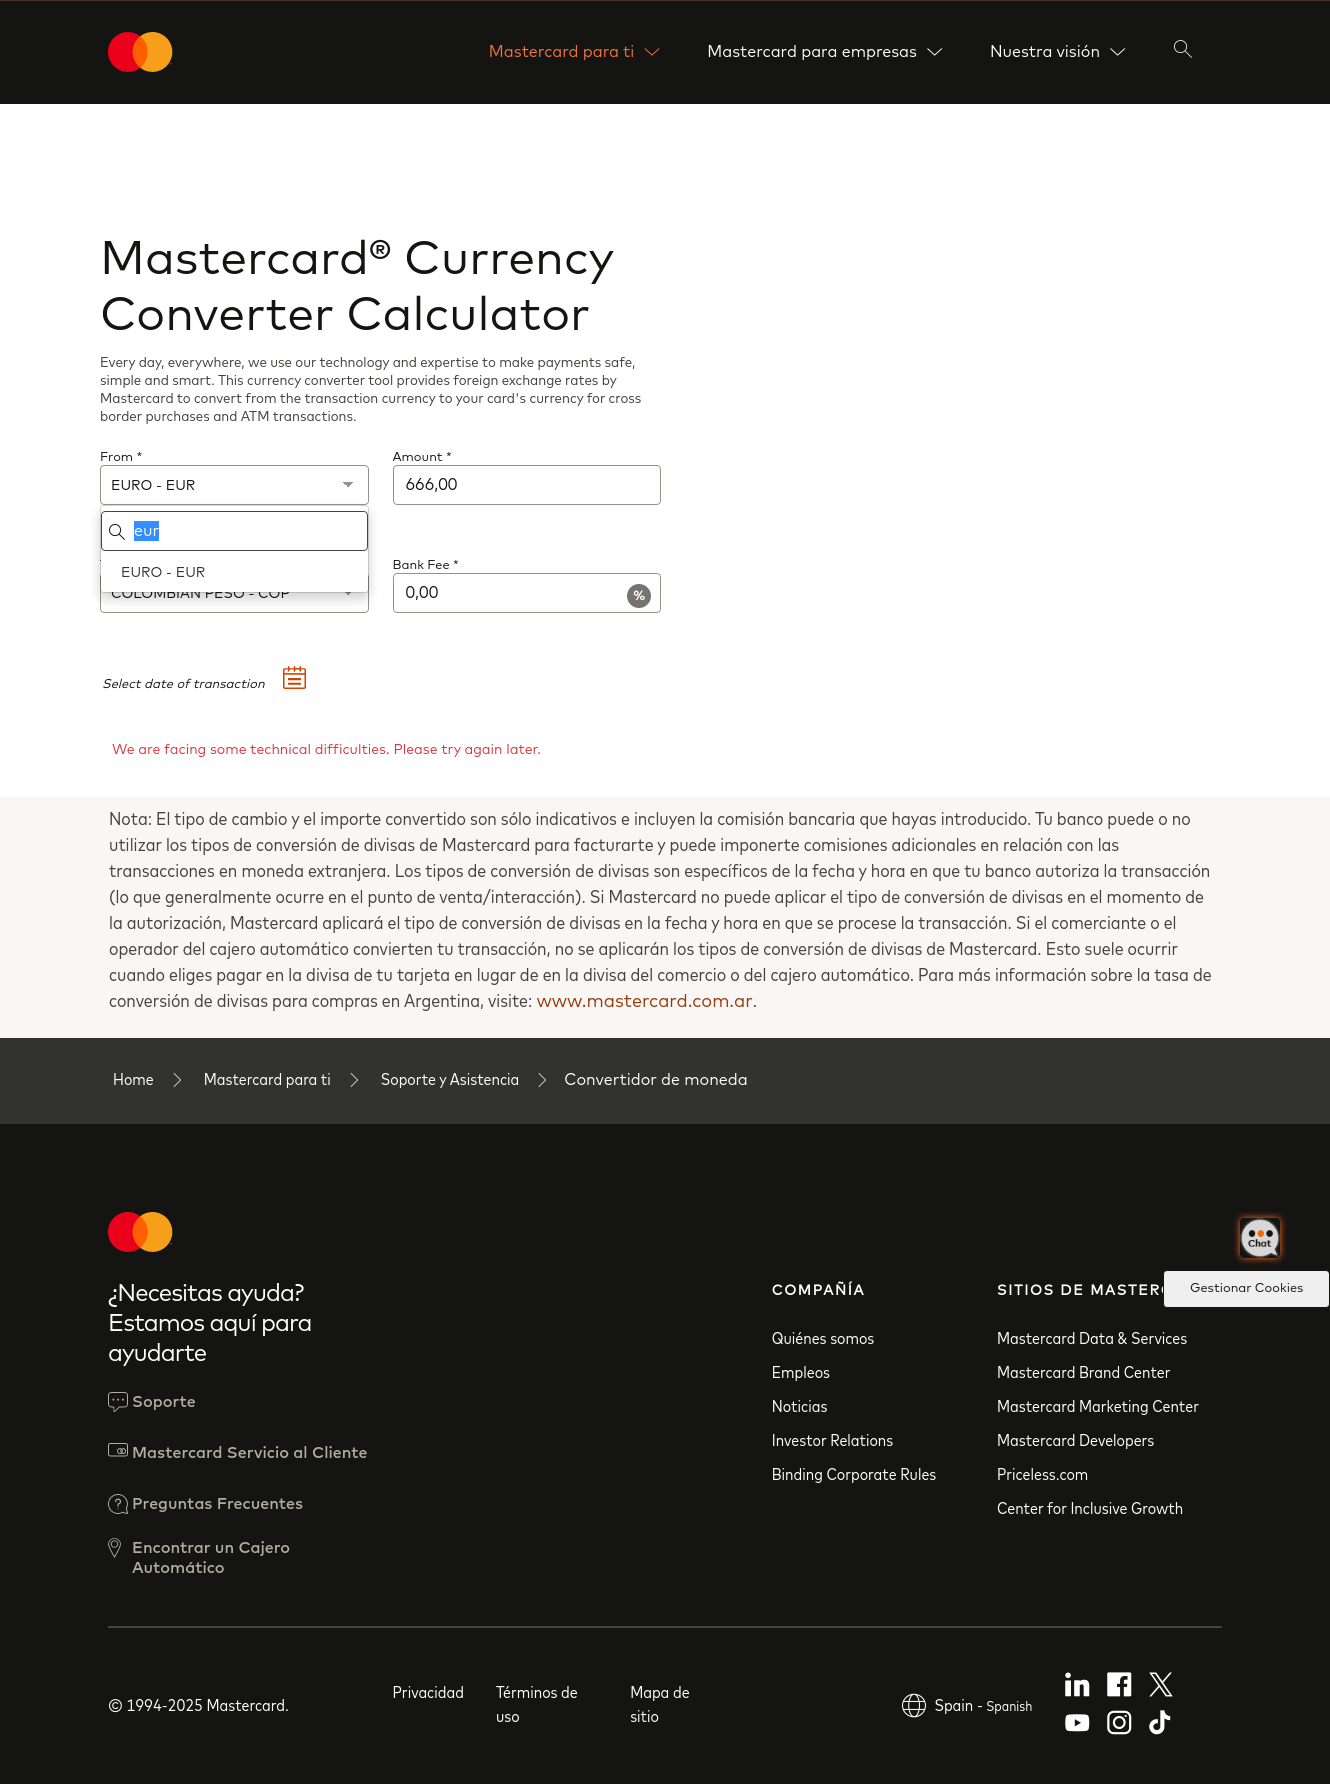 Mastercard para ti
Mastercard para empresas
Nuestra visión
Mastercard® Currency
Converter Calculator
Every day, everywhere, we use our technology and expertise to make payments safe,
simple and smart. This currency converter tool provides foreign exchange rates by
Mastercard to convert from the transaction currency to your card's currency for cross
border purchases and ATM transactions.
From *
Amount *
EURO - EUR
666,00
eur
EURO - EUR
Bank Fee *
COLOMBIAN PESO - COP
0,00
%
Select date of transaction
We are facing some technical difficulties. Please try again later.
Nota: El tipo de cambio y el importe convertido son sólo indicativos e incluyen la comisión bancaria que hayas introducido. Tu banco puede o no
utilizar los tipos de conversión de divisas de Mastercard para facturarte y puede imponerte comisiones adicionales en relación con las
transacciones en moneda extranjera. Los tipos de conversión de divisas son específicos de la fecha y hora en que tu banco autoriza la transacción
(lo que generalmente ocurre en el punto de venta/interacción). Si Mastercard no puede aplicar el tipo de conversión de divisas en el momento de
la autorización, Mastercard aplicará el tipo de conversión de divisas en la fecha y hora en que se procese la transacción. Si el comerciante o el
operador del cajero automático convierten tu transacción, no se aplicarán los tipos de conversión de divisas de Mastercard. Esto suele ocurrir
cuando eliges pagar en la divisa de tu tarjeta en lugar de en la divisa del comercio o del cajero automático. Para más información sobre la tasa de
conversión de divisas para compras en Argentina, visite: www.mastercard.com.ar.
Home
Mastercard para ti
Soporte y Asistencia
Convertidor de moneda
Chat
Gestionar Cookies
¿Necesitas ayuda?
Estamos aquí para
ayudarte
Soporte
Mastercard Servicio al Cliente
Preguntas Frecuentes
Encontrar un Cajero
Automático
COMPAÑÍA
Quiénes somos
Empleos
Noticias
Investor Relations
Binding Corporate Rules
SITIOS DE
Mastercard Data & Services
Mastercard Brand Center
Mastercard Marketing Center
Mastercard Developers
Priceless.com
Center for Inclusive Growth
© 1994-2025 Mastercard.
Privacidad
Términos de
uso
Mapa de
sitio
Spain - Spanish